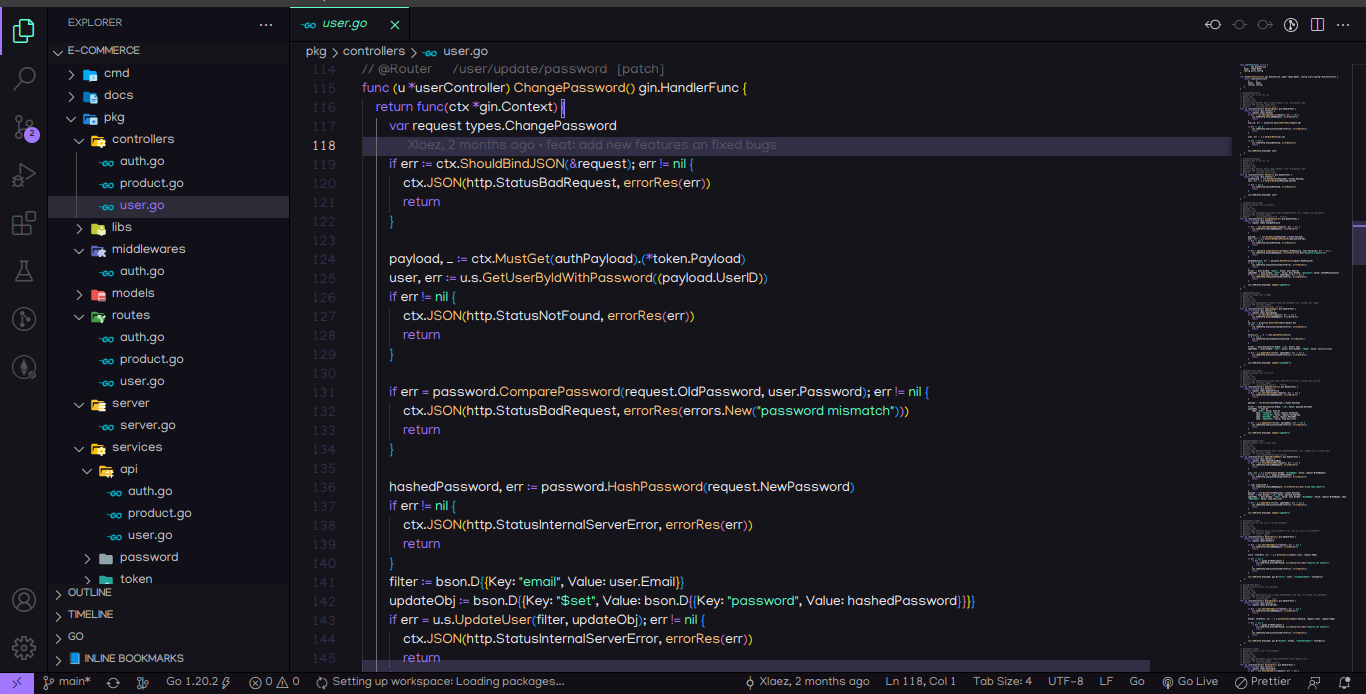 EXPLORER
E-COMMERCE
cmd
docs
pkg
controllers
auth.go
product.go
user.go
libs
middlewares
auth.go
models
routes
auth.go
product.go
user.go
server
server.go
services
api
auth.go
product.go
user.go
password
token
OUTLINE
TIMELINE
GO
INLINE BOOKMARKS
2
user.go
pkg > controllers > user.go
114 // @Router /user/update/password [patch]
115 func (u *userController) ChangePassword() gin.HandlerFunc {
116 return func(ctx *gin.Context) {
117 var request types.ChangePassword
118 Xlaez, 2 months ago • feat: add new features an fixed bugs
119 if err := ctx.ShouldBindJSON(&request); err != nil {
120 ctx.JSON(http.StatusBadRequest, errorRes(err))
121 return
122 }
123
124 payload, _ := ctx.MustGet(authPayload).(*token.Payload)
125 user, err := u.s.GetUserByIdWithPassword((payload.UserID))
126 if err != nil {
127 ctx.JSON(http.StatusNotFound, errorRes(err))
128 return
129 }
130
131 if err = password.ComparePassword(request.OldPassword, user.Password); err != nil {
132 ctx.JSON(http.StatusBadRequest, errorRes(errors.New("password mismatch")))
133 return
134 }
135
136 hashedPassword, err := password.HashPassword(request.NewPassword)
137 if err != nil {
138 ctx.JSON(http.StatusInternalServerError, errorRes(err))
139 return
140 }
141 filter := bson.D{{Key: "email", Value: user.Email}}
142 updateObj := bson.D{{Key: "$set", Value: bson.D{{Key: "password", Value: hashedPassword}}}}
143 if err = u.s.UpdateUser(filter, updateObj); err != nil {
144 ctx.JSON(http.StatusInternalServerError, errorRes(err))
145 return
main* Go 1.20.2 0 0 Setting up workspace: Loading packages... Xlaez, 2 months ago Ln 118, Col 1 Tab Size: 4 UTF-8 LF Go Go Live Prettier